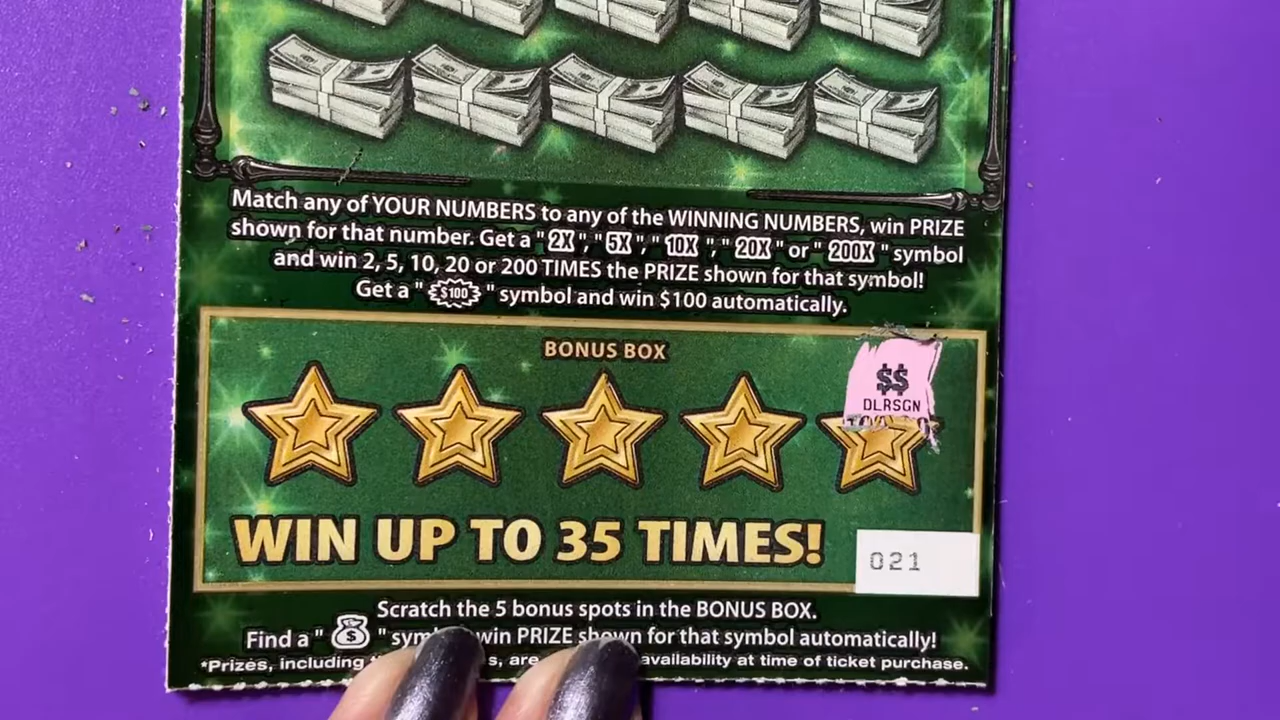 Match any of YOUR NUMBERS to any of the WINNING NUMBERS, win PRIZE
shown for that number. Get a "2X", "5X", "10X", "20X" or "200X" symbol
and win 2, 5, 10, 20 or 200 TIMES the PRIZE shown for that symbol!
Get a "$100" symbol and win $100 automatically.
BONUS BOX
$$
DLRSGN
WIN UP TO 35 TIMES!
021
Scratch the 5 bonus spots in the BONUS BOX.
Find a "$" win PRIZE shown for that symbol automatically!
*Prizes, including are availability at time of ticket purchase.